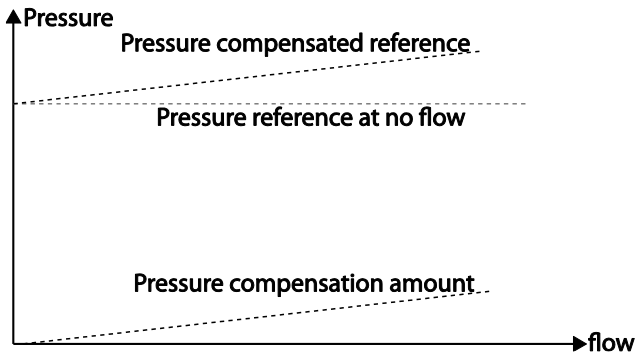 Pressure
Pressure compensated reference
Pressure reference at no flow
Pressure compensation amount
flow